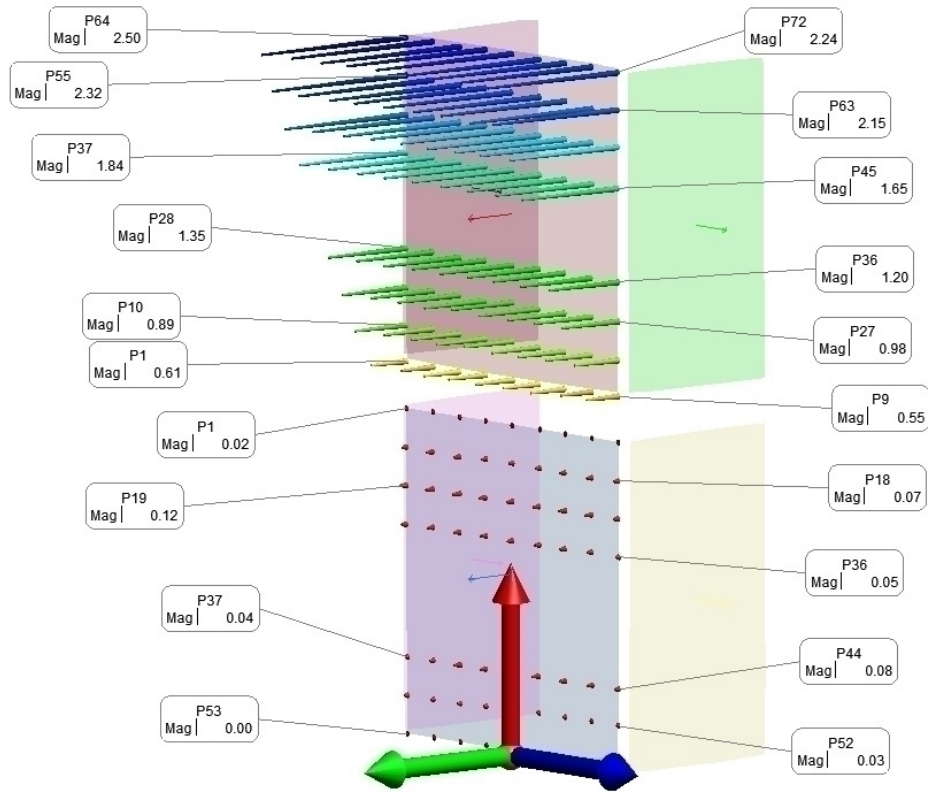 P64
Mag 2.50
P72
Mag 2.24
P55
Mag 2.32
P63
Mag 2.15
P37
Mag 1.84
P45
Mag 1.65
P28
Mag 1.35
P36
Mag 1.20
P10
Mag 0.89
P27
Mag 0.98
P1
Mag 0.61
P9
Mag 0.55
P1
Mag 0.02
P18
Mag 0.07
P19
Mag 0.12
P36
Mag 0.05
P37
Mag 0.04
P44
Mag 0.08
P53
Mag 0.00
P52
Mag 0.03